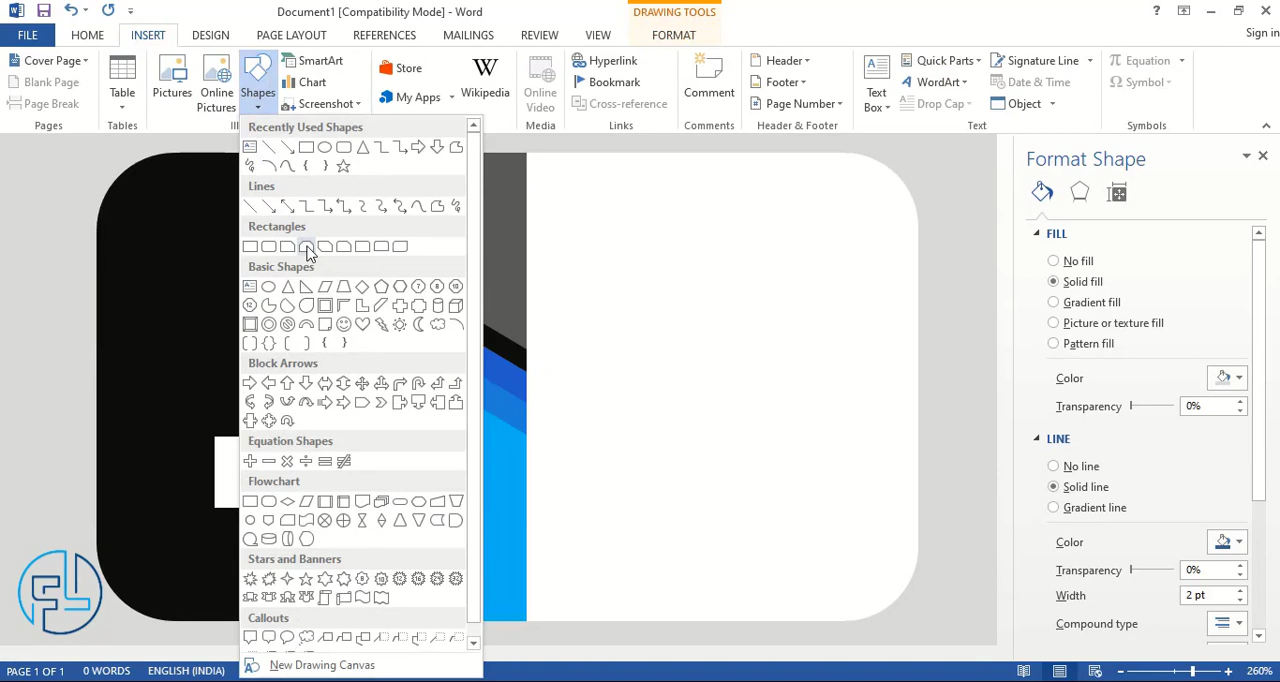 Document1 [Compatibility Mode] - Word
DRAWING TOOLS
?
FILE HOME INSERT DESIGN PAGE LAYOUT REFERENCES MAILINGS REVIEW VIEW FORMAT Sign in
Cover Page
Blank Page
Page Break
Pages
Table
Tables
Pictures
Online Pictures
Shapes
SmartArt
Chart
Screenshot
Store
My Apps
Wikipedia
Online Video
Media
Hyperlink
Bookmark
Cross-reference
Links
Comment
Comments
Header
Footer
Page Number
Header & Footer
Text Box
Quick Parts
WordArt
Drop Cap
Signature Line
Date & Time
Object
Text
Equation
Symbol
Symbols
Recently Used Shapes
Lines
Rectangles
Basic Shapes
Block Arrows
Equation Shapes
Flowchart
Stars and Banners
Callouts
New Drawing Canvas
Format Shape
FILL
No fill
Solid fill
Gradient fill
Picture or texture fill
Pattern fill
Color
Transparency 0%
LINE
No line
Solid line
Gradient line
Color
Transparency 0%
Width 2 pt
Compound type
PAGE 1 OF 1 0 WORDS ENGLISH (INDIA) 260%